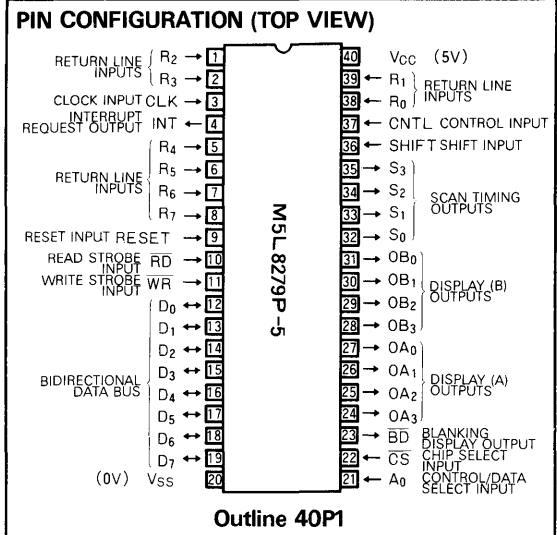 PIN CONFIGURATION (TOP VIEW)
RETURN LINE INPUTS
R2 → 1
R3 → 2
CLOCK INPUT CLK → 3
INTERRUPT REQUEST OUTPUT INT ← 4
RETURN LINE INPUTS
R4 → 5
R5 → 6
R6 → 7
R7 → 8
RESET INPUT RESET → 9
READ STROBE INPUT R̅D̅ → 10
WRITE STROBE INPUT W̅R̅ → 11
BIDIRECTIONAL DATA BUS
D0 ↔ 12
D1 ↔ 13
D2 ↔ 14
D3 ↔ 15
D4 ↔ 16
D5 ↔ 17
D6 ↔ 18
D7 ↔ 19
(0V) VSS 20
M5L8279P-5
40 VCC (5V)
39 ← R1
38 ← R0
RETURN LINE INPUTS
37 ← CNTL CONTROL INPUT
36 ← SHIFT SHIFT INPUT
35 → S3
34 → S2
33 → S1
32 → S0
SCAN TIMING OUTPUTS
31 → OB0
30 → OB1
29 → OB2
28 → OB3
DISPLAY (B) OUTPUTS
27 → OA0
26 → OA1
25 → OA2
24 → OA3
DISPLAY (A) OUTPUTS
23 → B̅D̅ BLANKING DISPLAY OUTPUT
22 ← C̅S̅ CHIP SELECT INPUT
21 ← A0 CONTROL/DATA SELECT INPUT
Outline 40P1